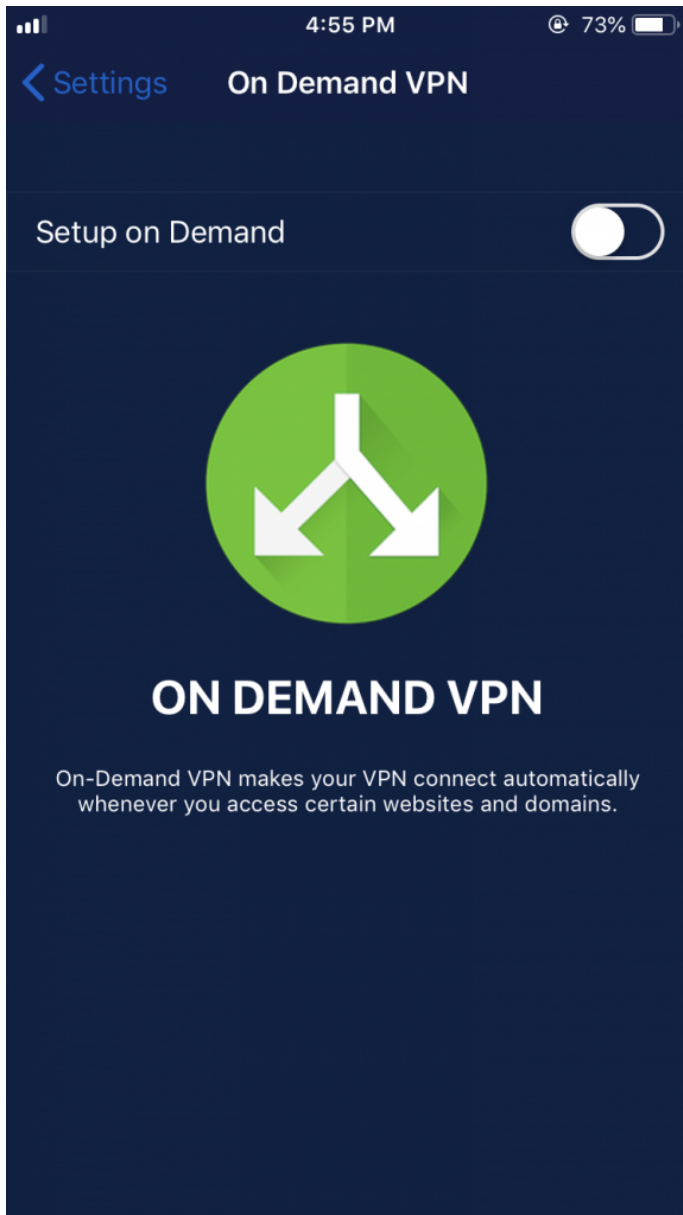 4:55 PM 73%
Settings On Demand VPN
Setup on Demand
ON DEMAND VPN
On-Demand VPN makes your VPN connect automatically
whenever you access certain websites and domains.